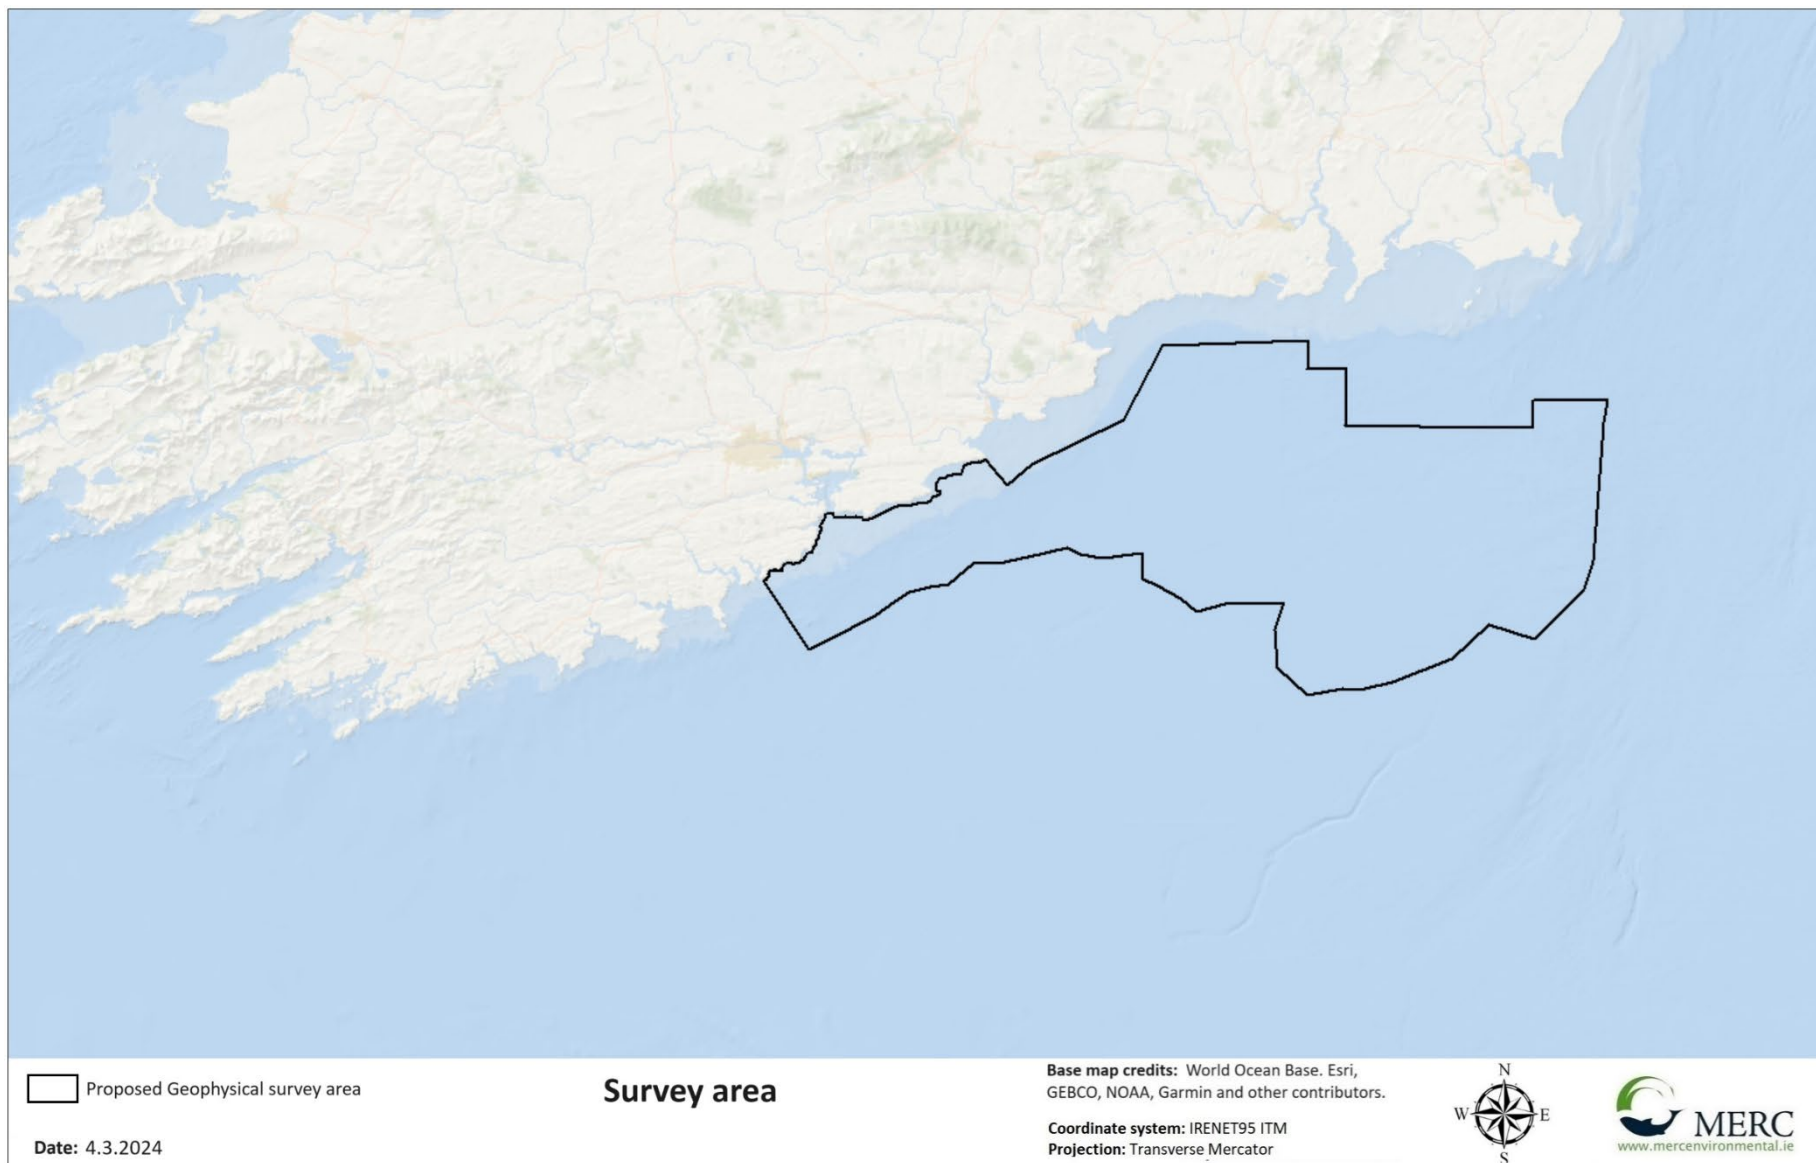 Proposed Geophysical survey area
Date: 4.3.2024
Survey area
Base map credits: World Ocean Base. Esri,
GEBCO, NOAA, Garmin and other contributors.
Coordinate system: IRENET95 ITM
Projection: Transverse Mercator
N
W
E
S
MERC
www.mercenvironmental.ie